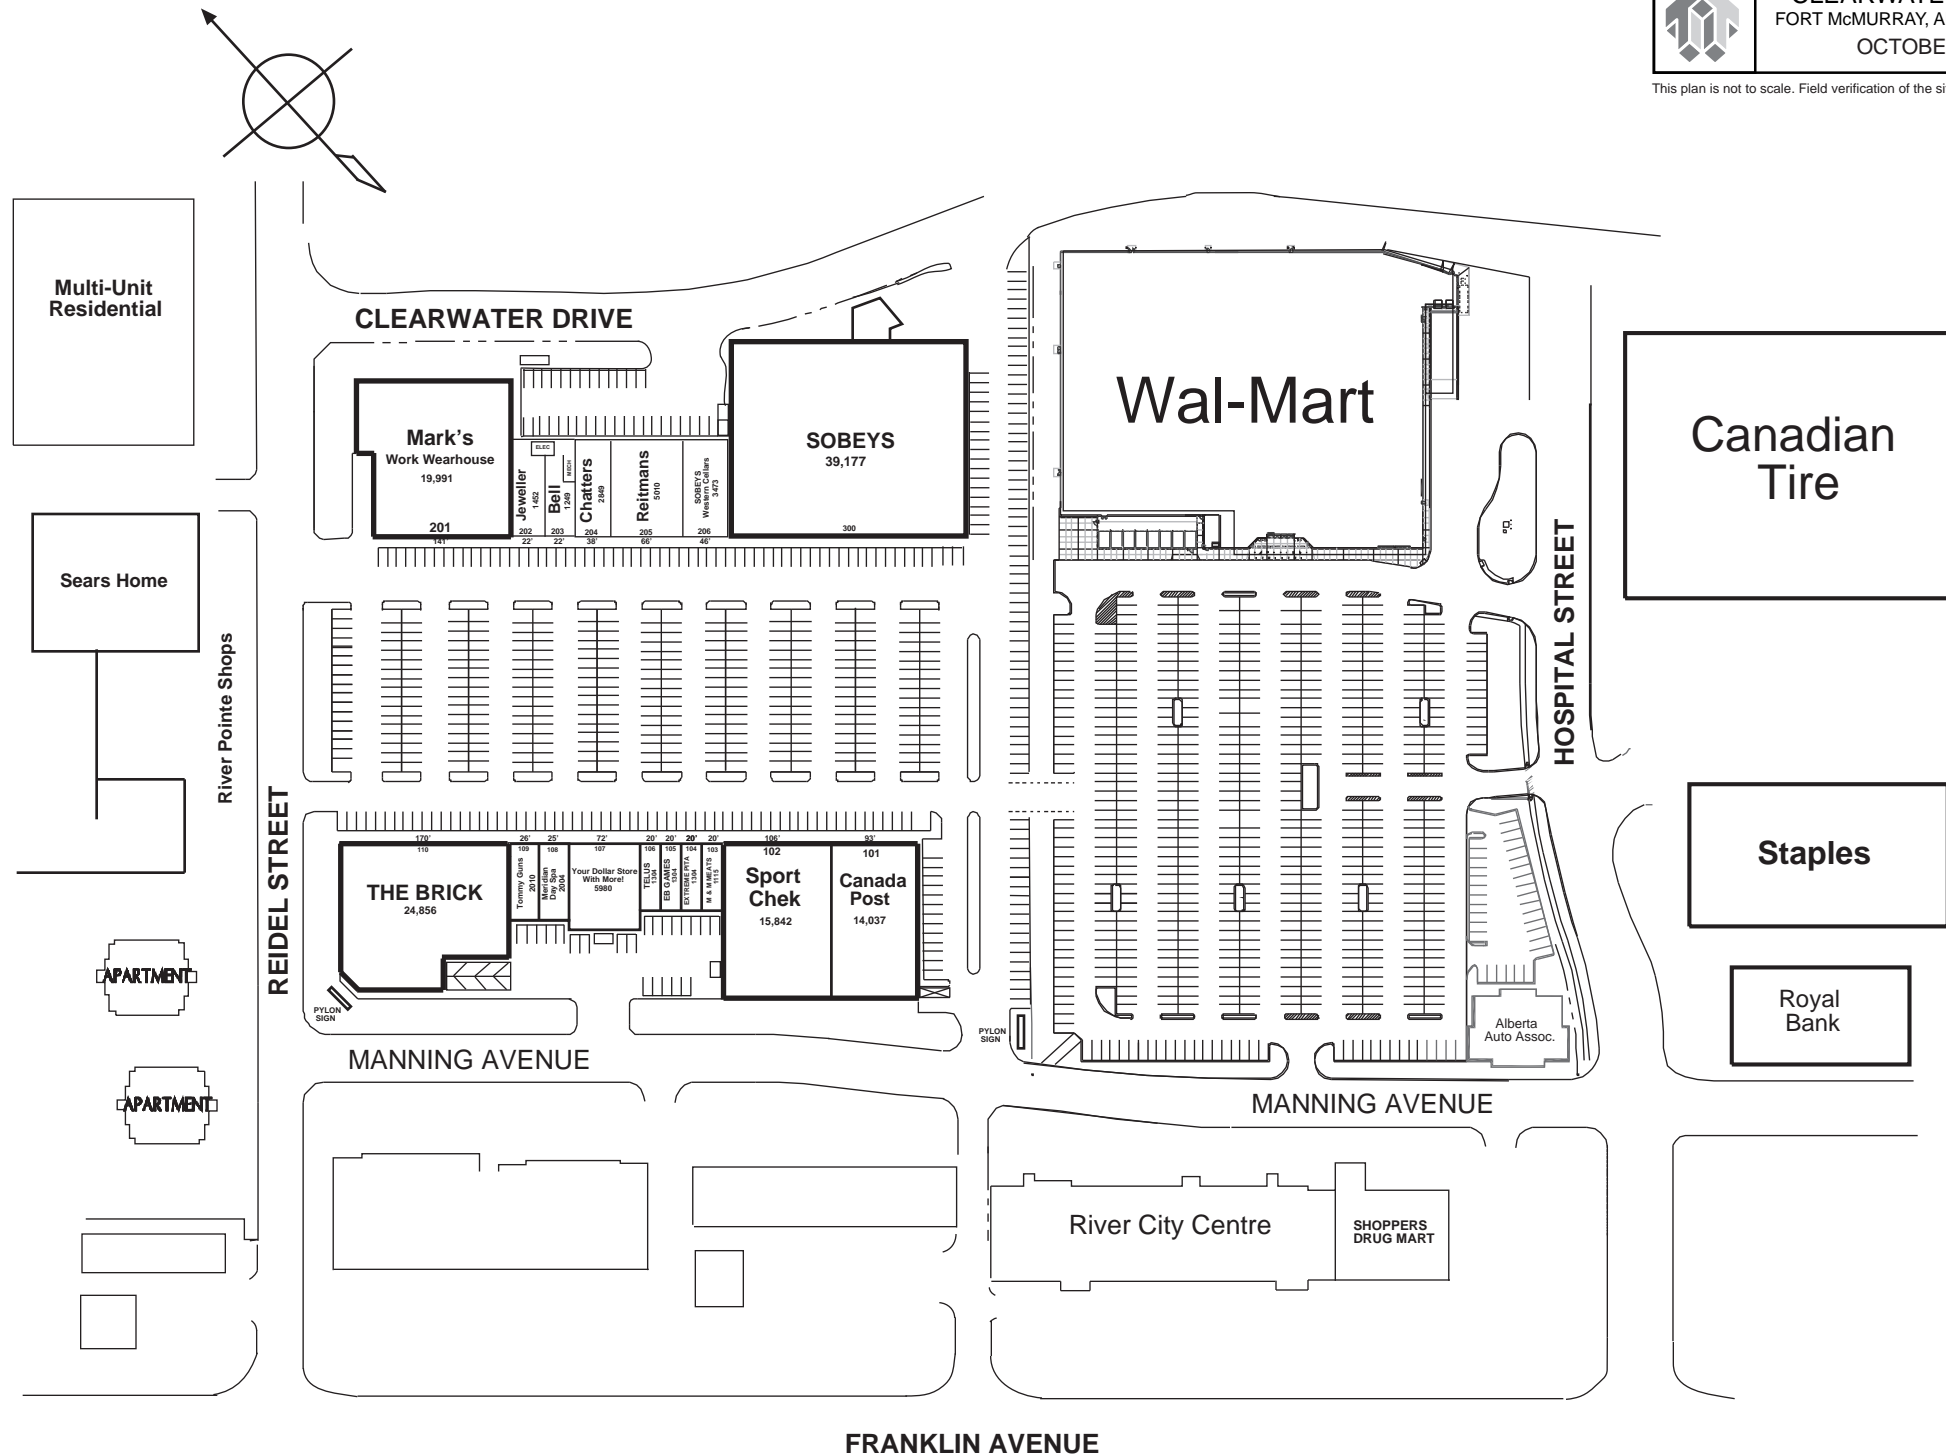 CLEARWATE
FORT McMURRAY, A
OCTOBE
This plan is not to scale. Field verification of the si
Multi-Unit
Residential
CLEARWATER DRIVE
Mark's
Work Wearhouse
19,991
201
141'
ELEC
Jeweller
1452
202
22'
MECH
Bell
1249
203
22'
Chatters
2849
204
38'
Reitmans
5010
205
66'
SOBEYS
Western Cellars
3473
206
46'
SOBEYS
39,177
300
Wal-Mart
Canadian
Tire
Sears Home
River Pointe Shops
REIDEL STREET
HOSPITAL STREET
170'
110
THE BRICK
24,856
26'
109
Tommy Guns
2010
25'
108
Meridian
Day Spa
2004
72'
107
Your Dollar Store
With More!
5980
20'
106
TELUS
1304
20'
105
EB GAMES
1304
20'
104
EXTREME PITA
1304
20'
103
M & M MEATS
1115
106'
102
Sport
Chek
15,842
93'
101
Canada
Post
14,037
Staples
Royal
Bank
Alberta
Auto Assoc.
APARTMENT
APARTMENT
PYLON
SIGN
PYLON
SIGN
MANNING AVENUE
MANNING AVENUE
River City Centre
SHOPPERS
DRUG MART
FRANKLIN AVENUE